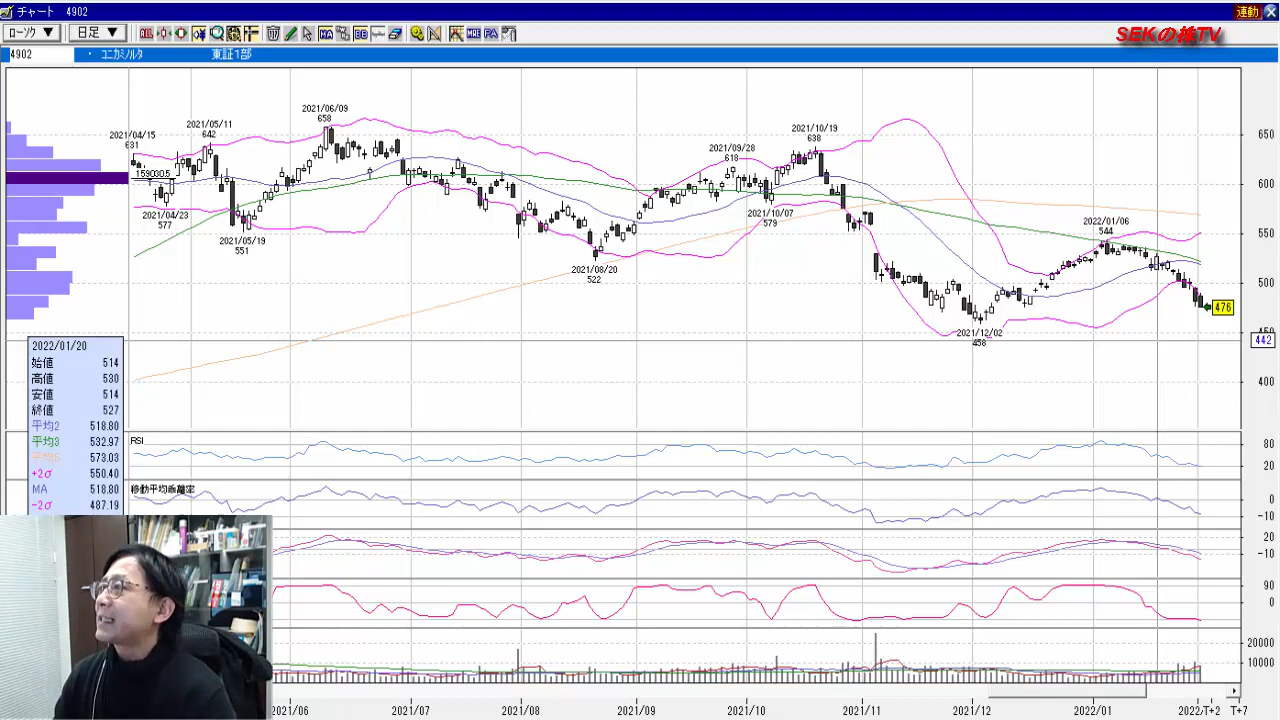 チャート 4902
連動
ローソク ▼
日足 ▼
SEKの株TV
4902
・ コニカミノルタ
東証1部
2021/06/09
658
2021/05/11
642
2021/04/15
631
2021/10/19
638
2021/09/28
618
159030.5
2021/04/23
577
2021/10/07
579
2021/05/19
551
2022/01/06
544
2021/08/20
522
2021/12/02
458
650
600
550
500
476
450
442
400
2022/01/20
始値 514
高値 530
安値 514
終値 527
平均2 518.80
平均3 532.97
573.03
+2σ 550.40
MA 518.80
-2σ 487.19
RSI
80
20
移動平均乖離率
0
-10
20
-10
90
0
20000
10000
2021/06
2021/07
2021/08
2021/09
2021/10
2021/11
2021/12
2022/01
T+2
T+7